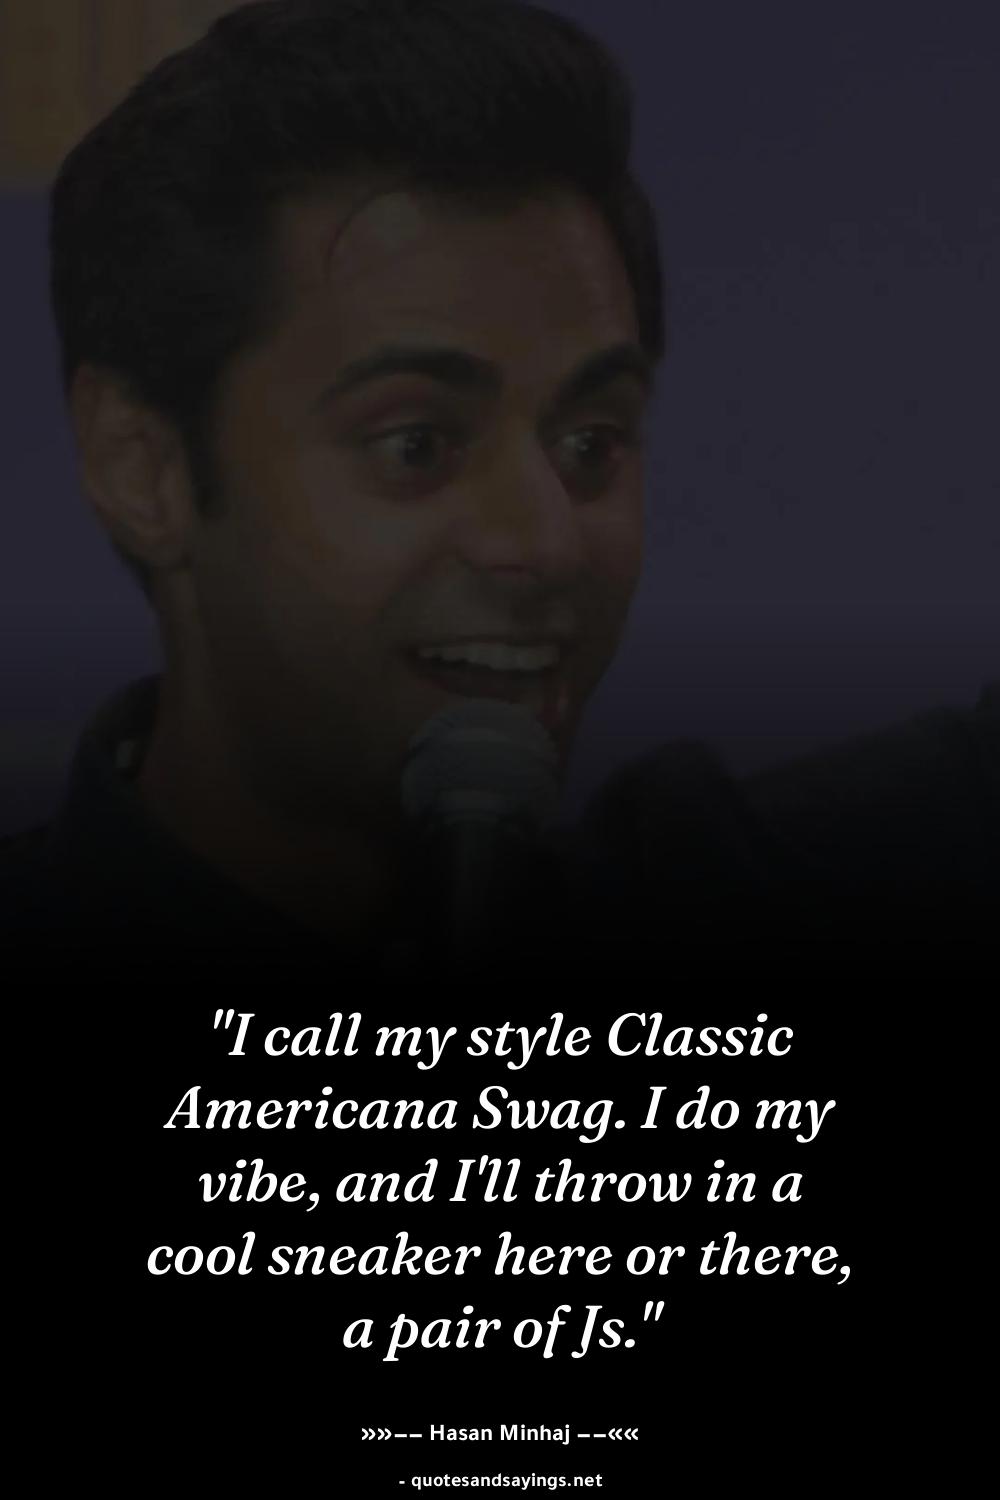 "I call my style Classic
Americana Swag. I do my
vibe, and I'll throw in a
cool sneaker here or there,
a pair of Js."
»»−− Hasan Minhaj −−««
- quotesandsayings.net